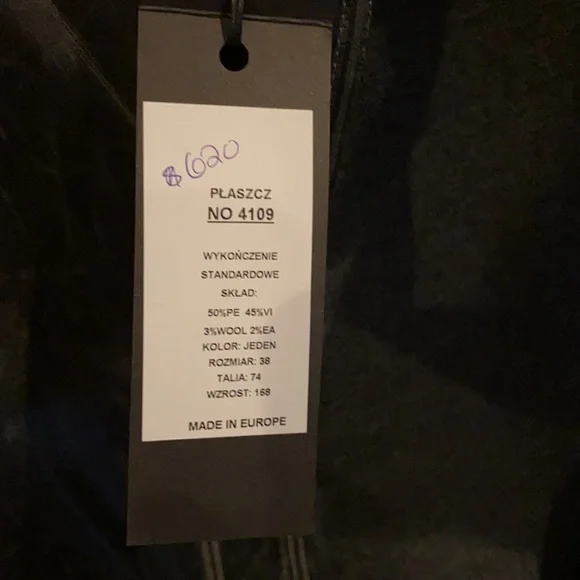 $620
PŁASZCZ
NO 4109
WYKOŃCZENIE
STANDARDOWE
SKŁAD:
50%PE 45%VI
3%WOOL 2%EA
KOLOR: JEDEN
ROZMIAR: 38
TALIA: 74
WZROST: 168
MADE IN EUROPE